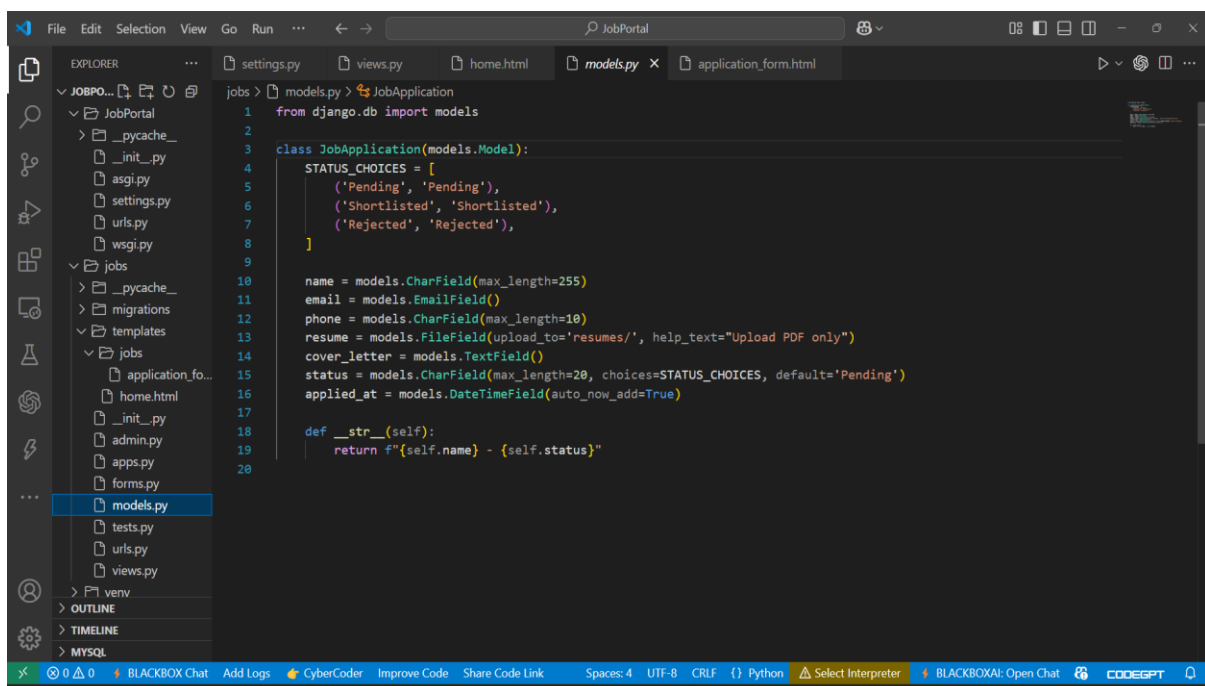 File Edit Selection View Go Run ··· ← → JobPortal
EXPLORER ···
settings.py views.py home.html models.py × application_form.html
JOBPO...
jobs > models.py > JobApplication
JobPortal
__pycache__
__init__.py
asgi.py
settings.py
urls.py
wsgi.py
jobs
__pycache__
migrations
templates
jobs
application_fo...
home.html
__init__.py
admin.py
apps.py
forms.py
models.py
tests.py
urls.py
views.py
venv
OUTLINE
TIMELINE
MYSQL
1 from django.db import models
2
3 class JobApplication(models.Model):
4     STATUS_CHOICES = [
5         ('Pending', 'Pending'),
6         ('Shortlisted', 'Shortlisted'),
7         ('Rejected', 'Rejected'),
8     ]
9
10     name = models.CharField(max_length=255)
11     email = models.EmailField()
12     phone = models.CharField(max_length=10)
13     resume = models.FileField(upload_to='resumes/', help_text="Upload PDF only")
14     cover_letter = models.TextField()
15     status = models.CharField(max_length=20, choices=STATUS_CHOICES, default='Pending')
16     applied_at = models.DateTimeField(auto_now_add=True)
17
18     def __str__(self):
19         return f"{self.name} - {self.status}"
20
0 0 BLACKBOX Chat Add Logs CyberCoder Improve Code Share Code Link Spaces: 4 UTF-8 CRLF {} Python Select Interpreter BLACKBOXAI: Open Chat CODEGPT